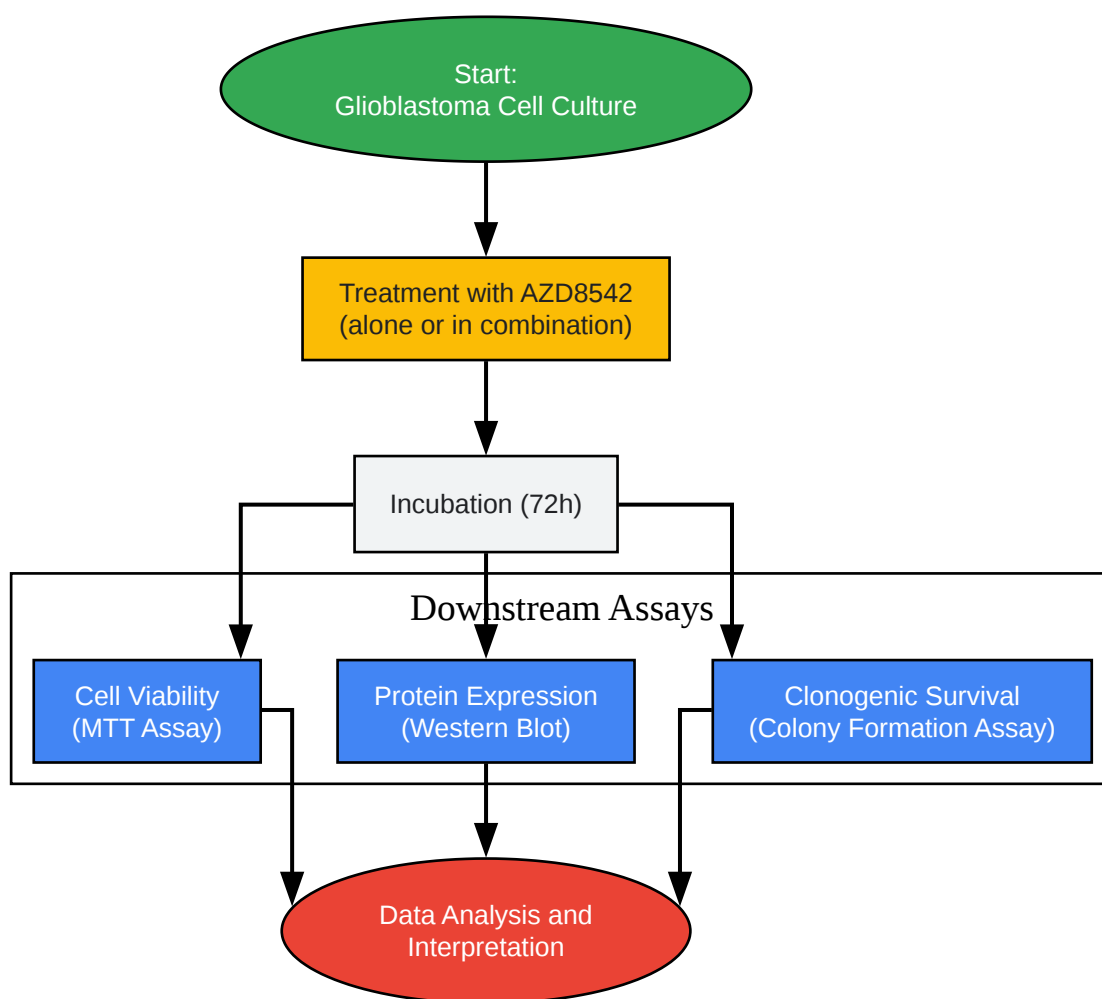 Start:
Glioblastoma Cell Culture
Treatment with AZD8542
(alone or in combination)
Incubation (72h)
Downstream Assays
Cell Viability
(MTT Assay)
Protein Expression
(Western Blot)
Clonogenic Survival
(Colony Formation Assay)
Data Analysis and
Interpretation